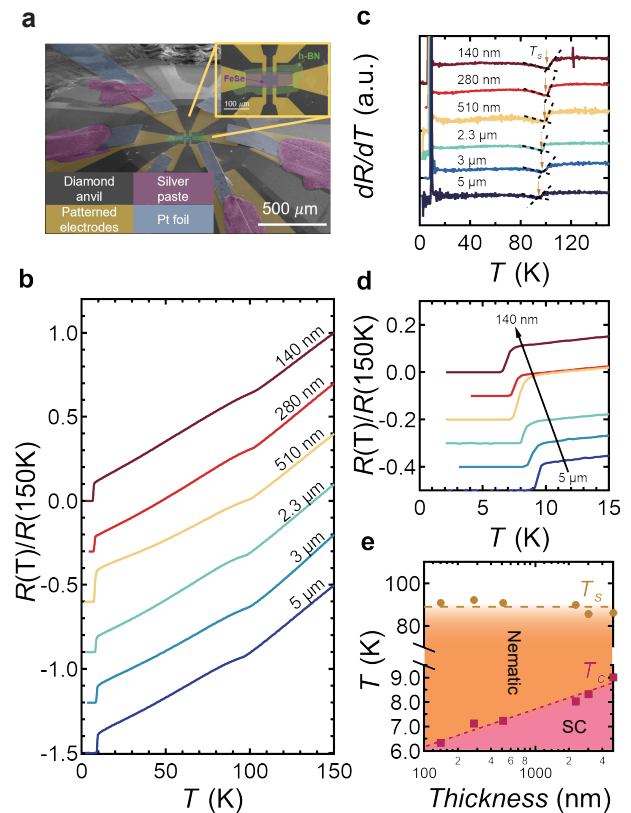 a
h-BN
FeSe
100 µm
Diamond anvil
Silver paste
Patterned electrodes
Pt foil
500 µm
b
R(T)/R(150K)
1.0
0.5
0.0
-0.5
-1.0
-1.5
140 nm
280 nm
510 nm
2.3 µm
3 µm
5 µm
0
50
100
150
T (K)
c
dR/dT (a.u.)
140 nm
280 nm
510 nm
2.3 µm
3 µm
5 µm
Ts
0
40
80
120
T (K)
d
R(T)/R(150K)
0.2
0.0
-0.2
-0.4
140 nm
5 µm
0
5
10
15
T (K)
e
T (K)
100
80
9.0
8.0
7.0
6.0
Ts
Nematic
Tc
SC
100
2
4
6
8
1000
2
4
Thickness (nm)